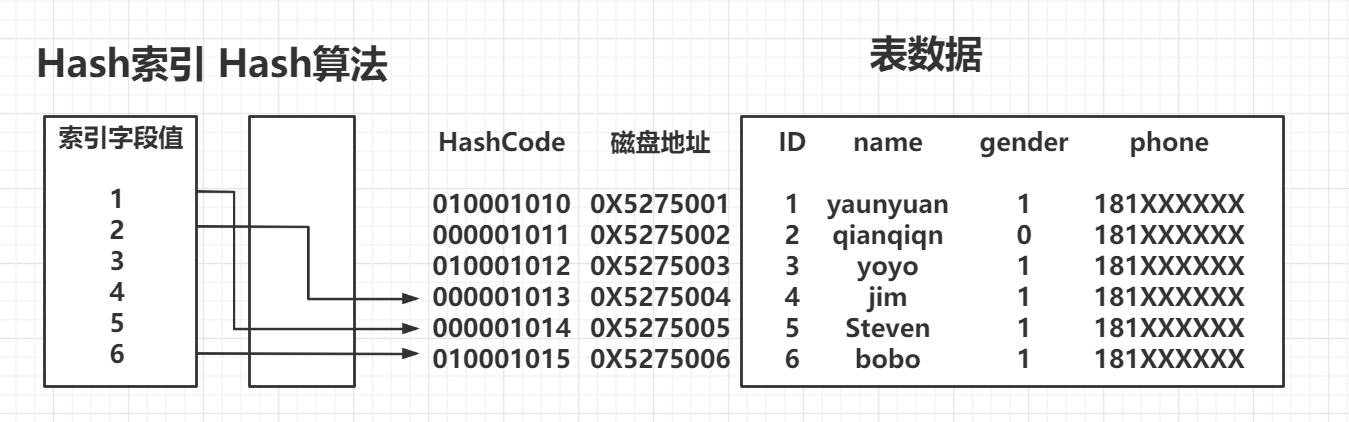 Hash索引 Hash算法 表数据
索引字段值 HashCode 磁盘地址 ID name gender phone
1 010001010 0X5275001 1 yaunyuan 1 181XXXXXX
2 000001011 0X5275002 2 qianqiqn 0 181XXXXXX
3 010001012 0X5275003 3 yoyo 1 181XXXXXX
4 000001013 0X5275004 4 jim 1 181XXXXXX
5 000001014 0X5275005 5 Steven 1 181XXXXXX
6 010001015 0X5275006 6 bobo 1 181XXXXXX